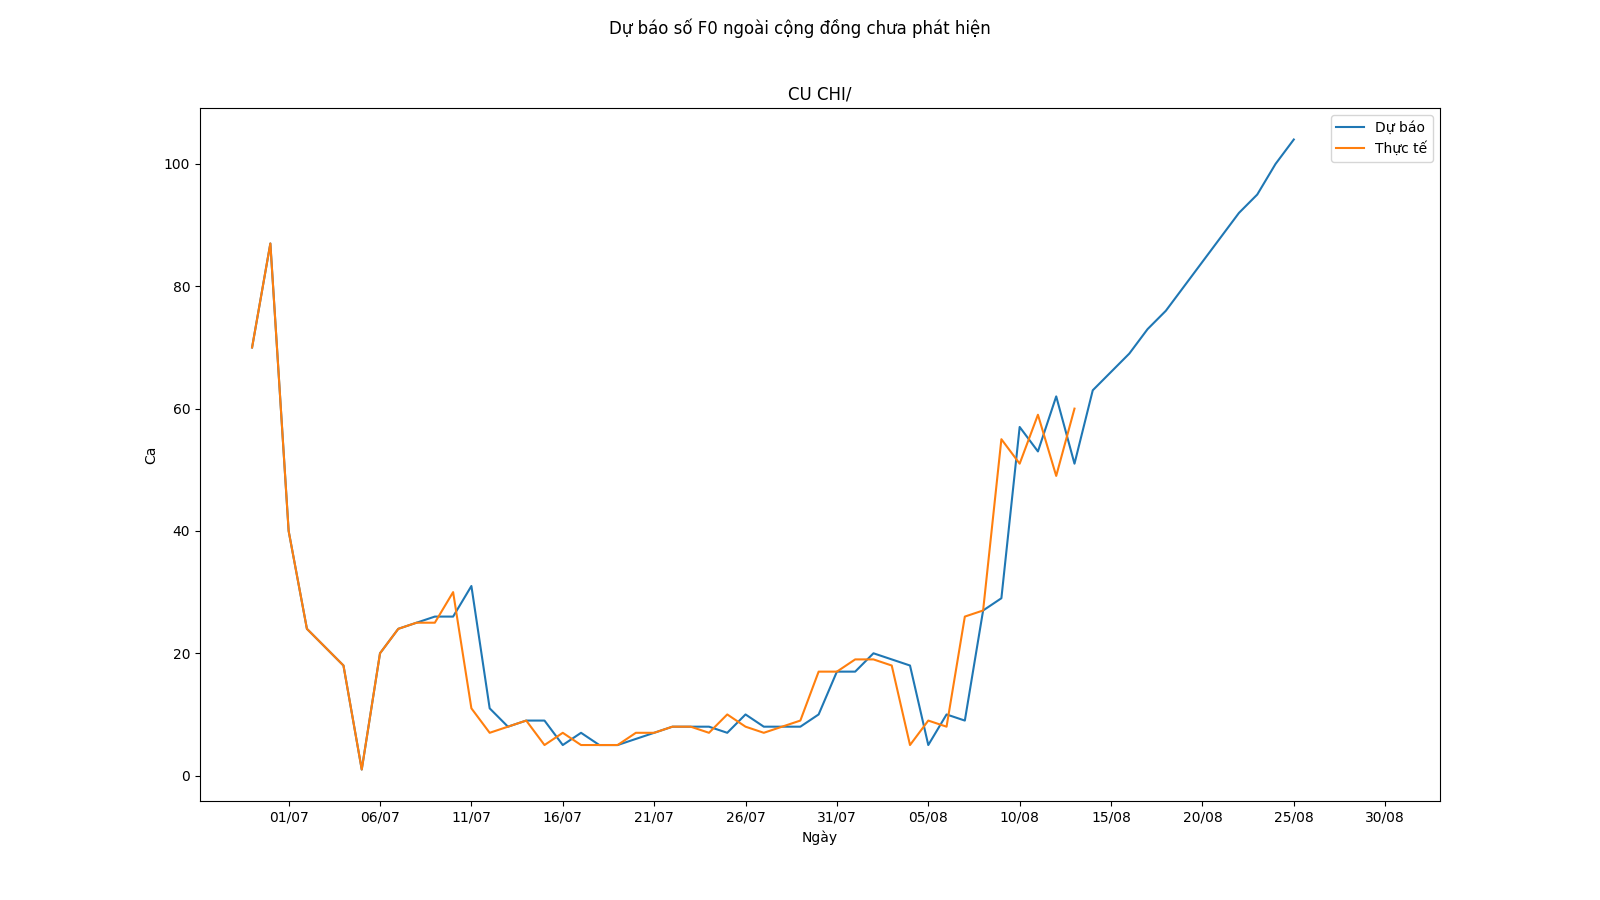 Dự báo số F0 ngoài cộng đồng chưa phát hiện
CU CHI/
Dự báo
Thực tế
100
80
60
40
20
0
Ca
01/07 06/07 11/07 16/07 21/07 26/07 31/07 05/08 10/08 15/08 20/08 25/08 30/08
Ngày